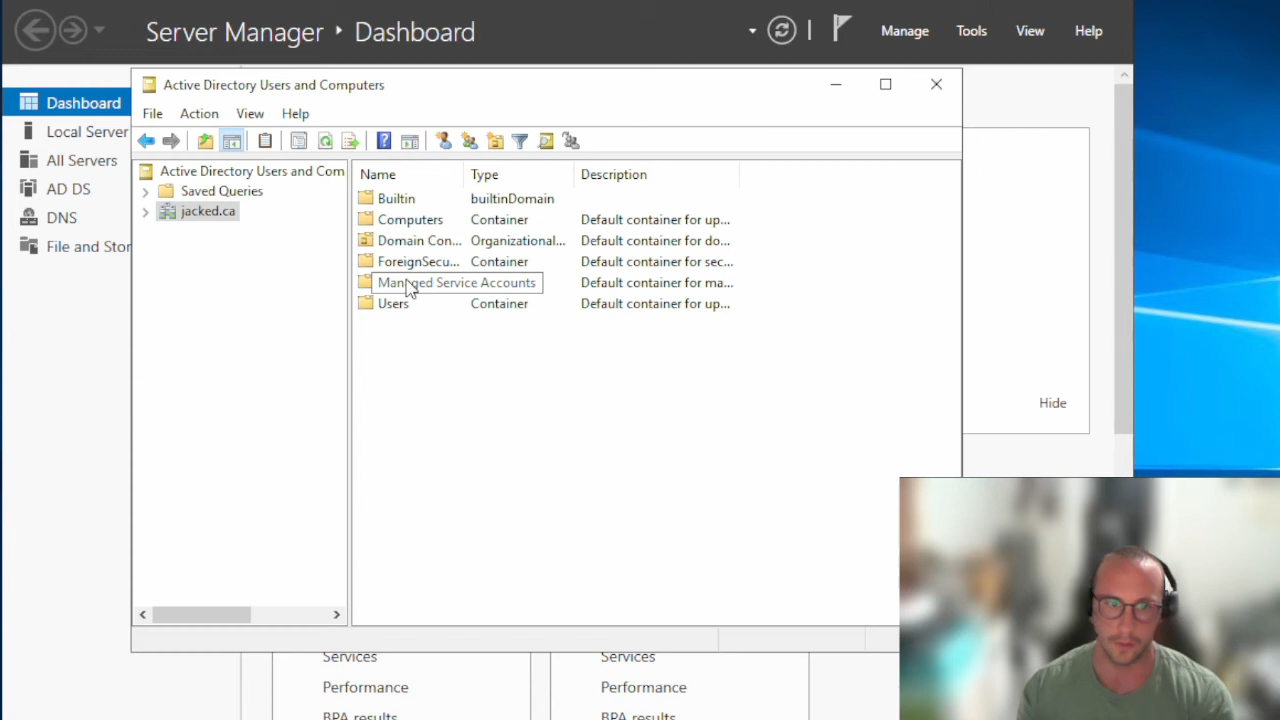 Server Manager ‣ Dashboard
Manage
Tools
View
Help
Active Directory Users and Computers
File
Action
View
Help
Dashboard
Local Server
All Servers
AD DS
DNS
File and Stor
Active Directory Users and Com
Saved Queries
jacked.ca
Name
Type
Description
Builtin
builtinDomain
Computers
Container
Default container for up...
Domain Con...
Organizational...
Default container for do...
ForeignSecu...
Container
Default container for sec...
Managed Service Accounts
Default container for ma...
Users
Container
Default container for up...
Hide
Services
Services
Performance
Performance
BPA results
BPA results